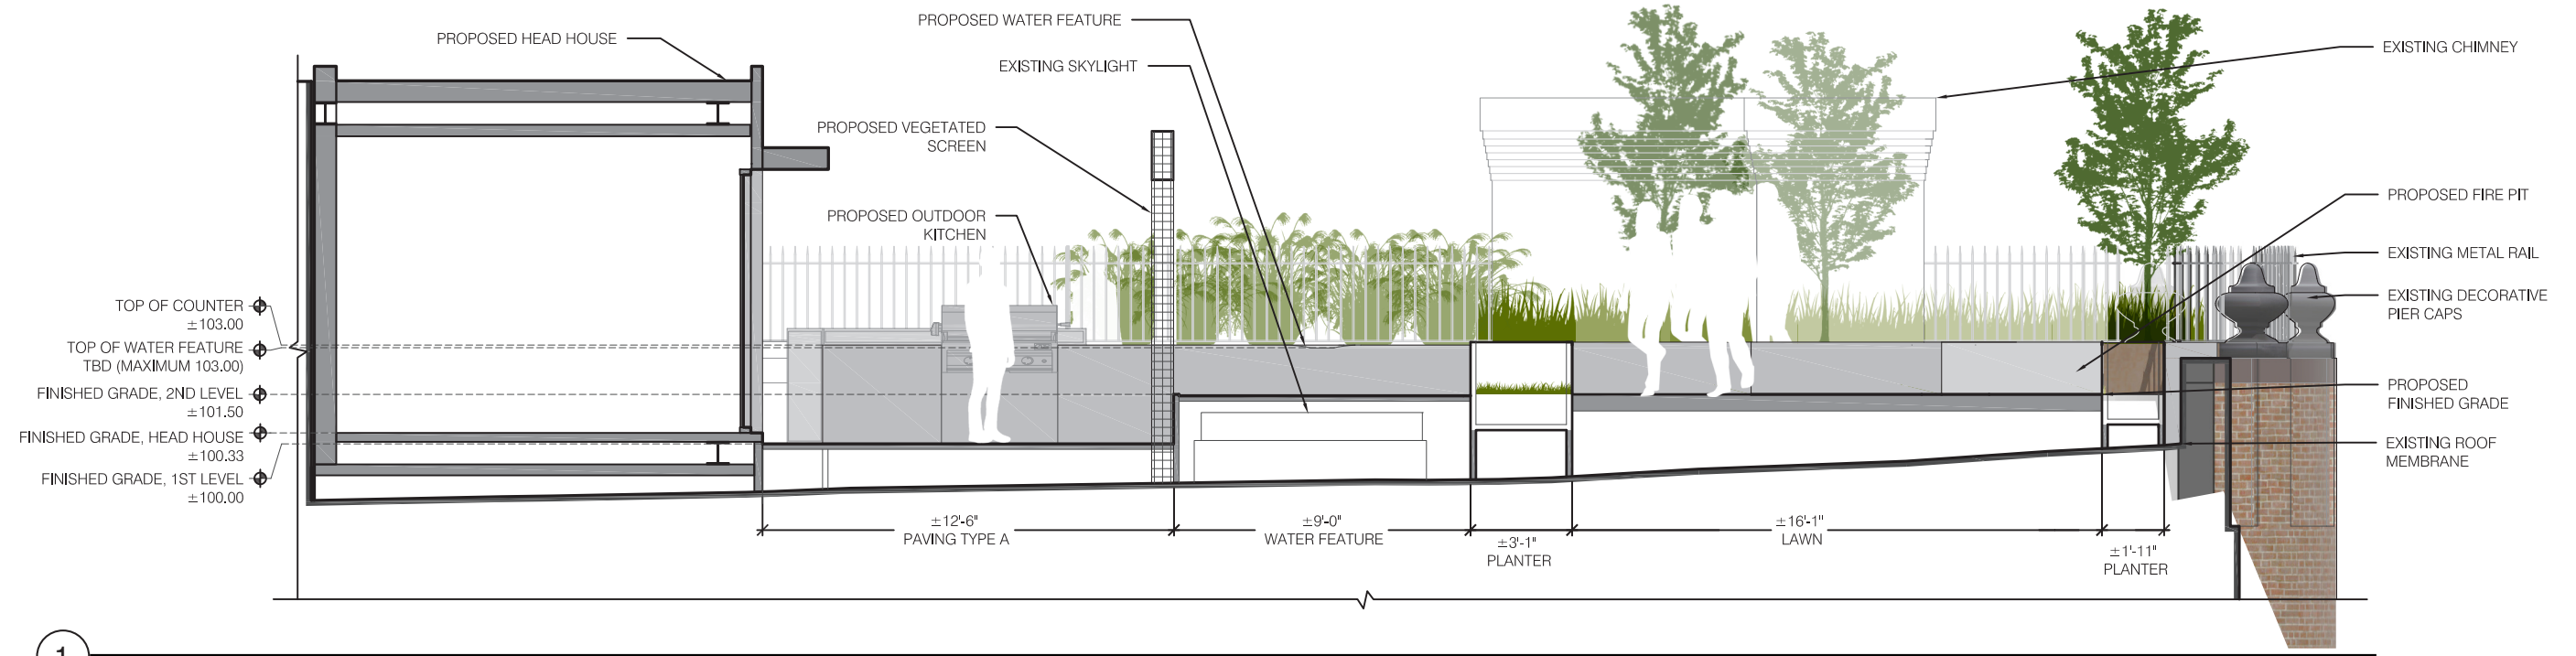 PROPOSED HEAD HOUSE
PROPOSED WATER FEATURE
EXISTING SKYLIGHT
PROPOSED VEGETATED
SCREEN
PROPOSED OUTDOOR
KITCHEN
EXISTING CHIMNEY
PROPOSED FIRE PIT
EXISTING METAL RAIL
EXISTING DECORATIVE
PIER CAPS
PROPOSED
FINISHED GRADE
EXISTING ROOF
MEMBRANE
TOP OF COUNTER
±103.00
TOP OF WATER FEATURE
TBD (MAXIMUM 103.00)
FINISHED GRADE, 2ND LEVEL
±101.50
FINISHED GRADE, HEAD HOUSE
±100.33
FINISHED GRADE, 1ST LEVEL
±100.00
±12'-6"
PAVING TYPE A
±9'-0"
WATER FEATURE
±3'-1"
PLANTER
±16'-1"
LAWN
±1'-11"
PLANTER
1